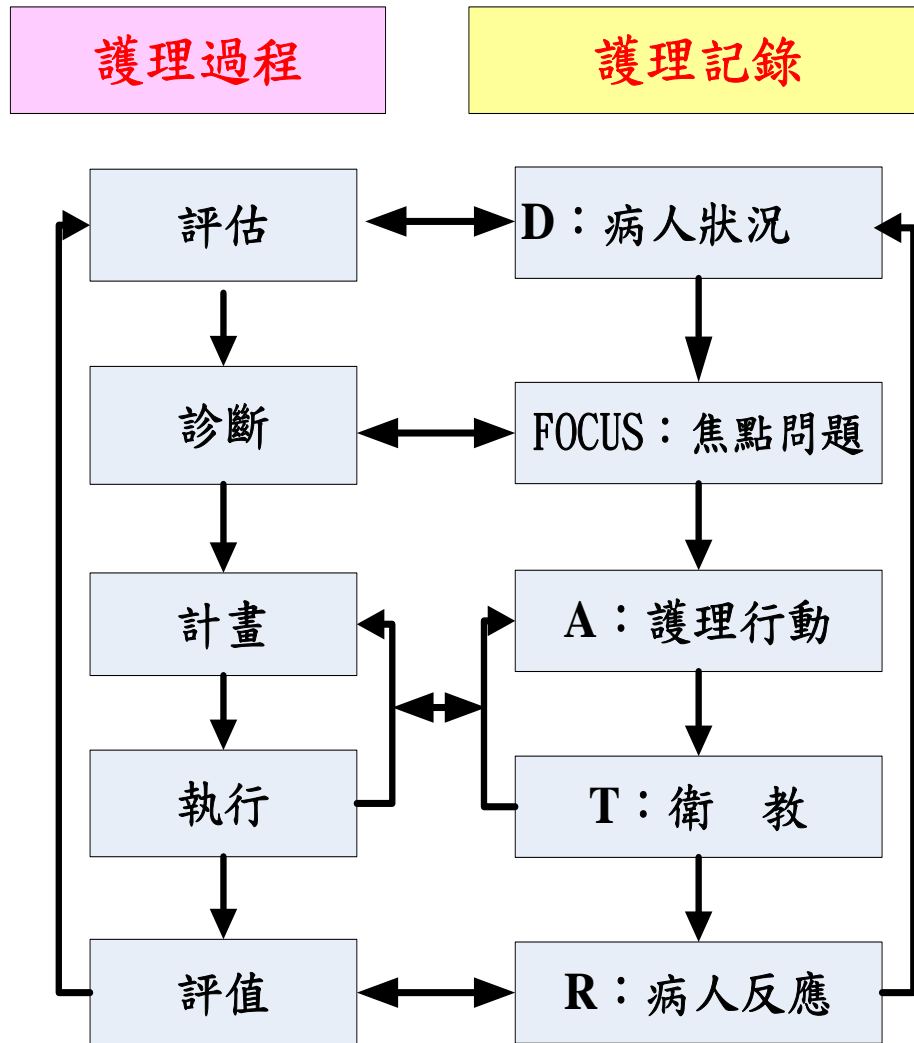 護理過程
護理記錄
評估
D：病人狀況
診斷
FOCUS：焦點問題
計畫
A：護理行動
執行
T：衛　教
評值
R：病人反應